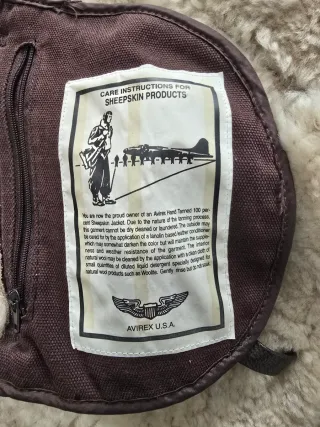 CARE INSTRUCTIONS FOR
SHEEPSKIN PRODUCTS
You are now the proud owner of an Avirex Hand Tanned 100 per-
cent Sheepskin Jacket. Due to the nature of the tanning process,
this garment cannot be dry cleaned or laundered. The outside may
be cared for by the application of a lanolin based leather conditioner
which may somewhat darken the color but will maintain the supple-
ness and weather resistance of the garment. The interior
natural wool may be cleaned by the application with a clean cloth of
small quantities of diluted liquid detergent specially designed for
natural wool products such as Woolite. Gently rinse but do not soak.
AVIREX U.S.A.